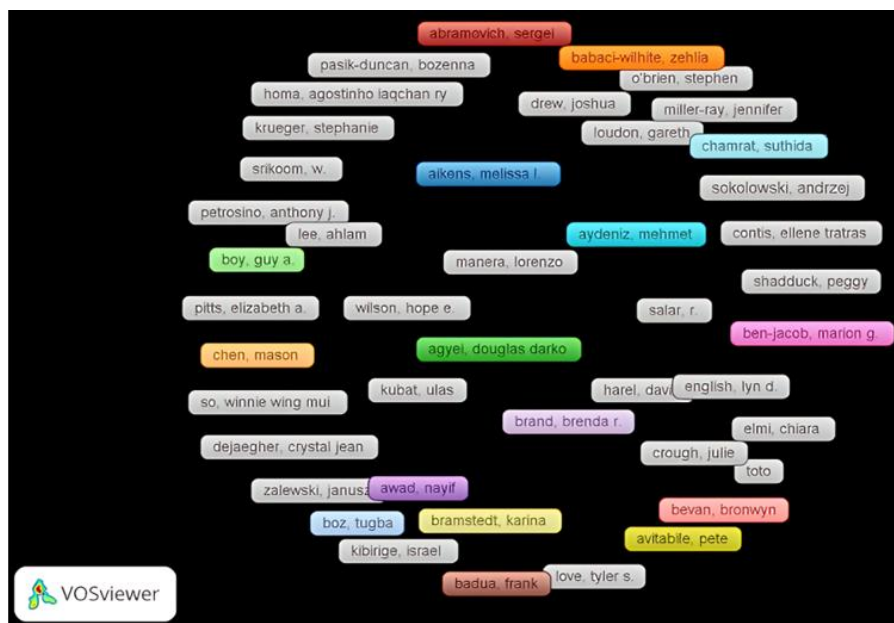 abramovich, sergei
babaci-wilhite, zehlia
pasik-duncan, bozenna
o'brien, stephen
homa, agostinho iaqchan ry
drew, joshua
miller-ray, jennifer
krueger, stephanie
loudon, gareth
chamrat, suthida
srikoom, w.
aikens, melissa l.
sokolowski, andrzej
petrosino, anthony j.
lee, ahlam
aydeniz, mehmet
contis, ellene tratras
boy, guy a.
manera, lorenzo
shadduck, peggy
pitts, elizabeth a.
wilson, hope e.
salar, r.
ben-jacob, marion g.
chen, mason
agyei, douglas darko
kubat, ulas
harel, davi
english, lyn d.
so, winnie wing mui
brand, brenda r.
elmi, chiara
dejaegher, crystal jean
crough, julie
toto
zalewski, janusz
awad, nayif
bevan, bronwyn
boz, tugba
bramstedt, karina
avitabile, pete
kibirige, israel
badua, frank
love, tyler s.
VOSviewer